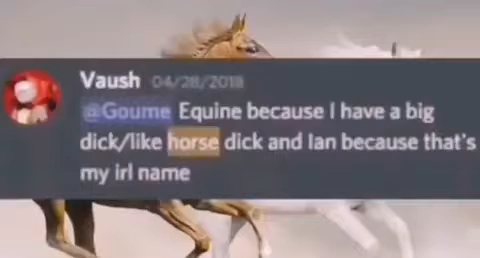 Vaush 04/28/2018
@Goume Equine because I have a big
dick/like horse dick and Ian because that's
my irl name